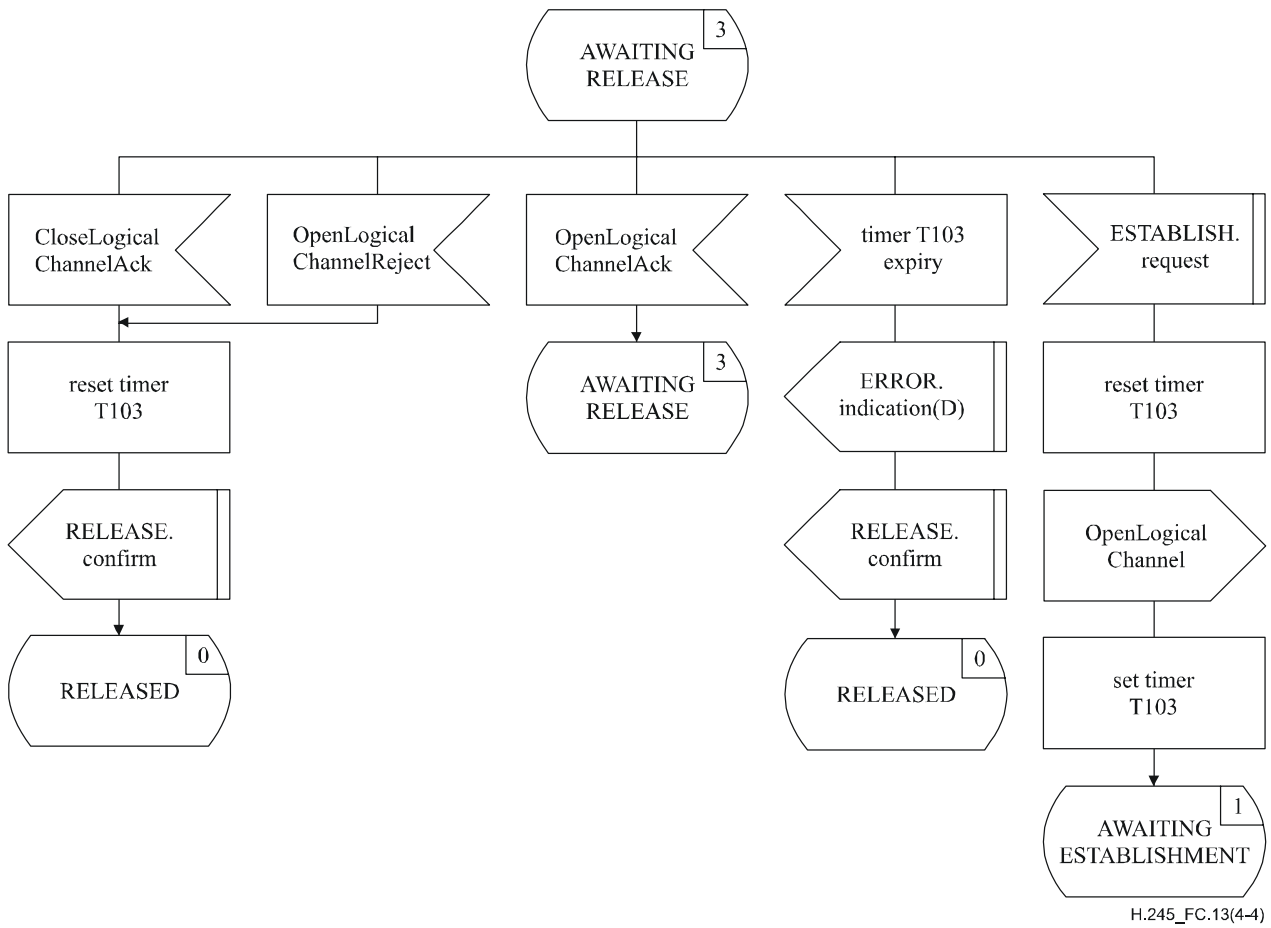 3
AWAITING
RELEASE
CloseLogical
ChannelAck
OpenLogical
ChannelReject
OpenLogical
ChannelAck
timer T103
expiry
ESTABLISH.
request
reset timer
T103
3
AWAITING
RELEASE
ERROR.
indication(D)
reset timer
T103
RELEASE.
confirm
RELEASE.
confirm
OpenLogical
Channel
0
RELEASED
0
RELEASED
set timer
T103
1
AWAITING
ESTABLISHMENT
H.245_FC.13(4-4)